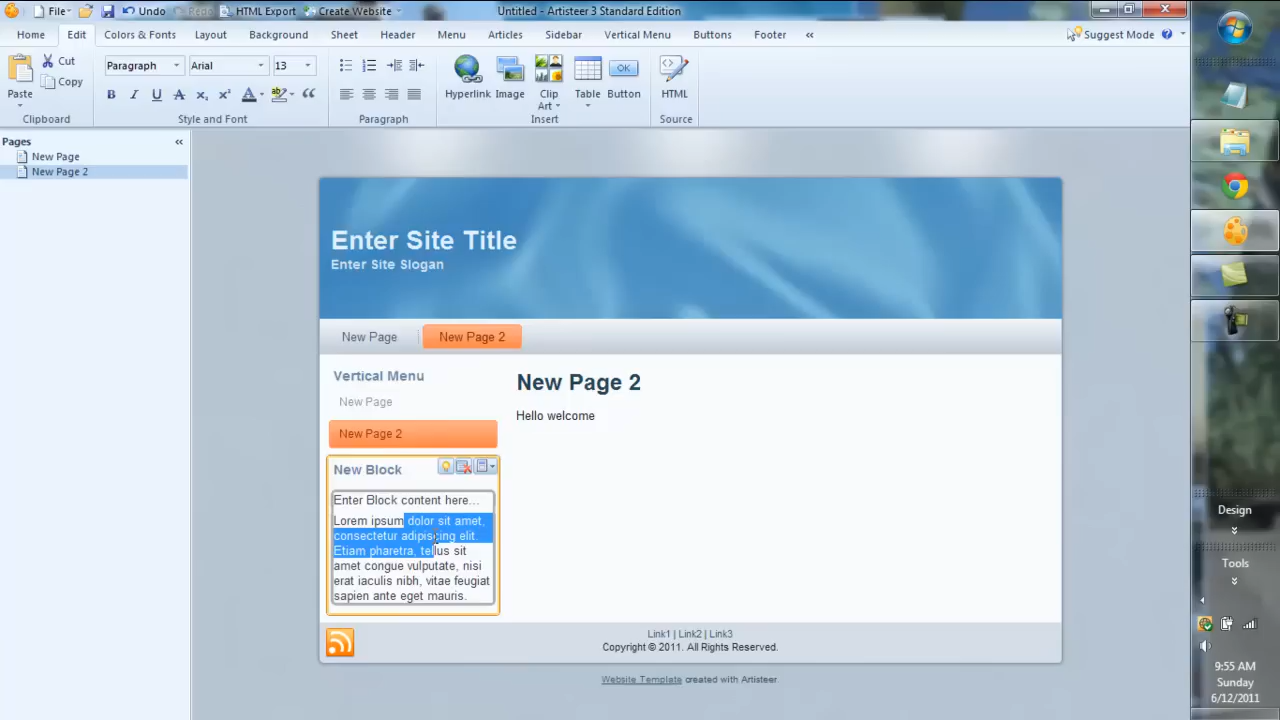 File
Undo
Redo
HTML Export
Create Website
Untitled - Artisteer 3 Standard Edition
Home
Edit
Colors & Fonts
Layout
Background
Sheet
Header
Menu
Articles
Sidebar
Vertical Menu
Buttons
Footer
Suggest Mode
Paste
Cut
Copy
Clipboard
Paragraph
Arial
13
Style and Font
Paragraph
Hyperlink
Image
Clip Art
Table
Button
Insert
HTML
Source
Pages
New Page
New Page 2
Enter Site Title
Enter Site Slogan
New Page
New Page 2
Vertical Menu
New Page
New Page 2
New Block
Enter Block content here...
Lorem ipsum dolor sit amet,
consectetur adipiscing elit.
Etiam pharetra, tellus sit
amet congue vulputate, nisi
erat iaculis nibh, vitae feugiat
sapien ante eget mauris.
New Page 2
Hello welcome
Link1 | Link2 | Link3
Copyright © 2011. All Rights Reserved.
Website Template created with Artisteer.
Design
Tools
9:55 AM
Sunday
6/12/2011